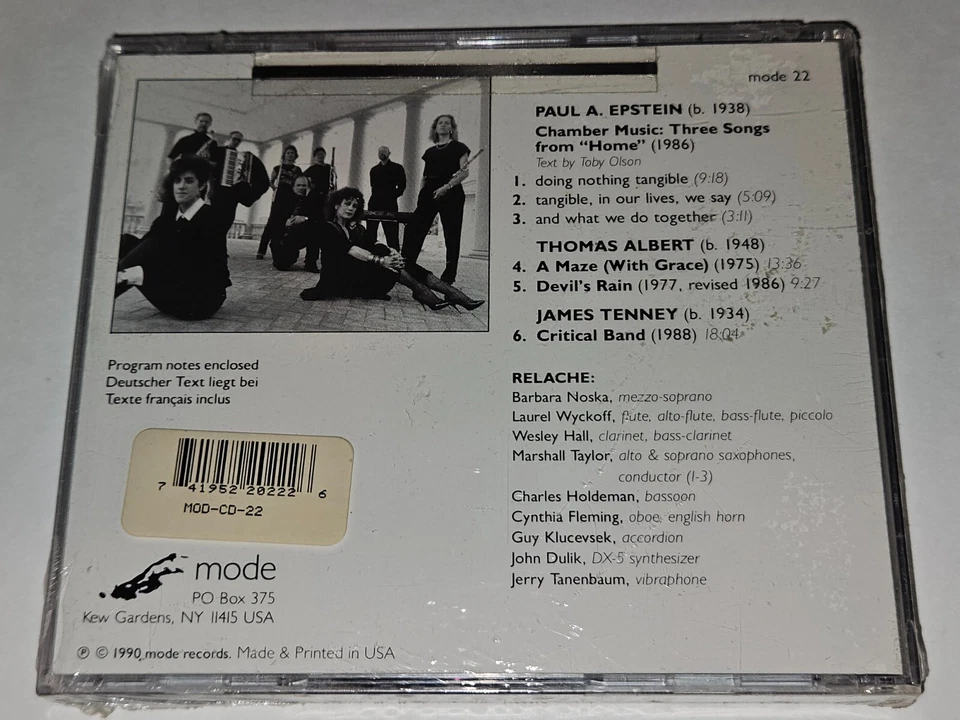 mode 22
PAUL A. EPSTEIN (b. 1938)
Chamber Music: Three Songs
from "Home" (1986)
Text by Toby Olson
1. doing nothing tangible (9:18)
2. tangible, in our lives, we say (5:09)
3. and what we do together (3:11)
THOMAS ALBERT (b. 1948)
4. A Maze (With Grace) (1975) 13:36
5. Devil's Rain (1977, revised 1986) 9:27
JAMES TENNEY (b. 1934)
6. Critical Band (1988) 18:04
RELACHE:
Barbara Noska, mezzo-soprano
Laurel Wyckoff, flute, alto-flute, bass-flute, piccolo
Wesley Hall, clarinet, bass-clarinet
Marshall Taylor, alto & soprano saxophones,
conductor (1-3)
Charles Holdeman, bassoon
Cynthia Fleming, oboe, english horn
Guy Klucevsek, accordion
John Dulik, DX-5 synthesizer
Jerry Tanenbaum, vibraphone
Program notes enclosed
Deutscher Text liegt bei
Texte français inclus
7 41952 20222 6
MOD-CD-22
mode
PO Box 375
Kew Gardens, NY 11415 USA
℗ © 1990 mode records. Made & Printed in USA